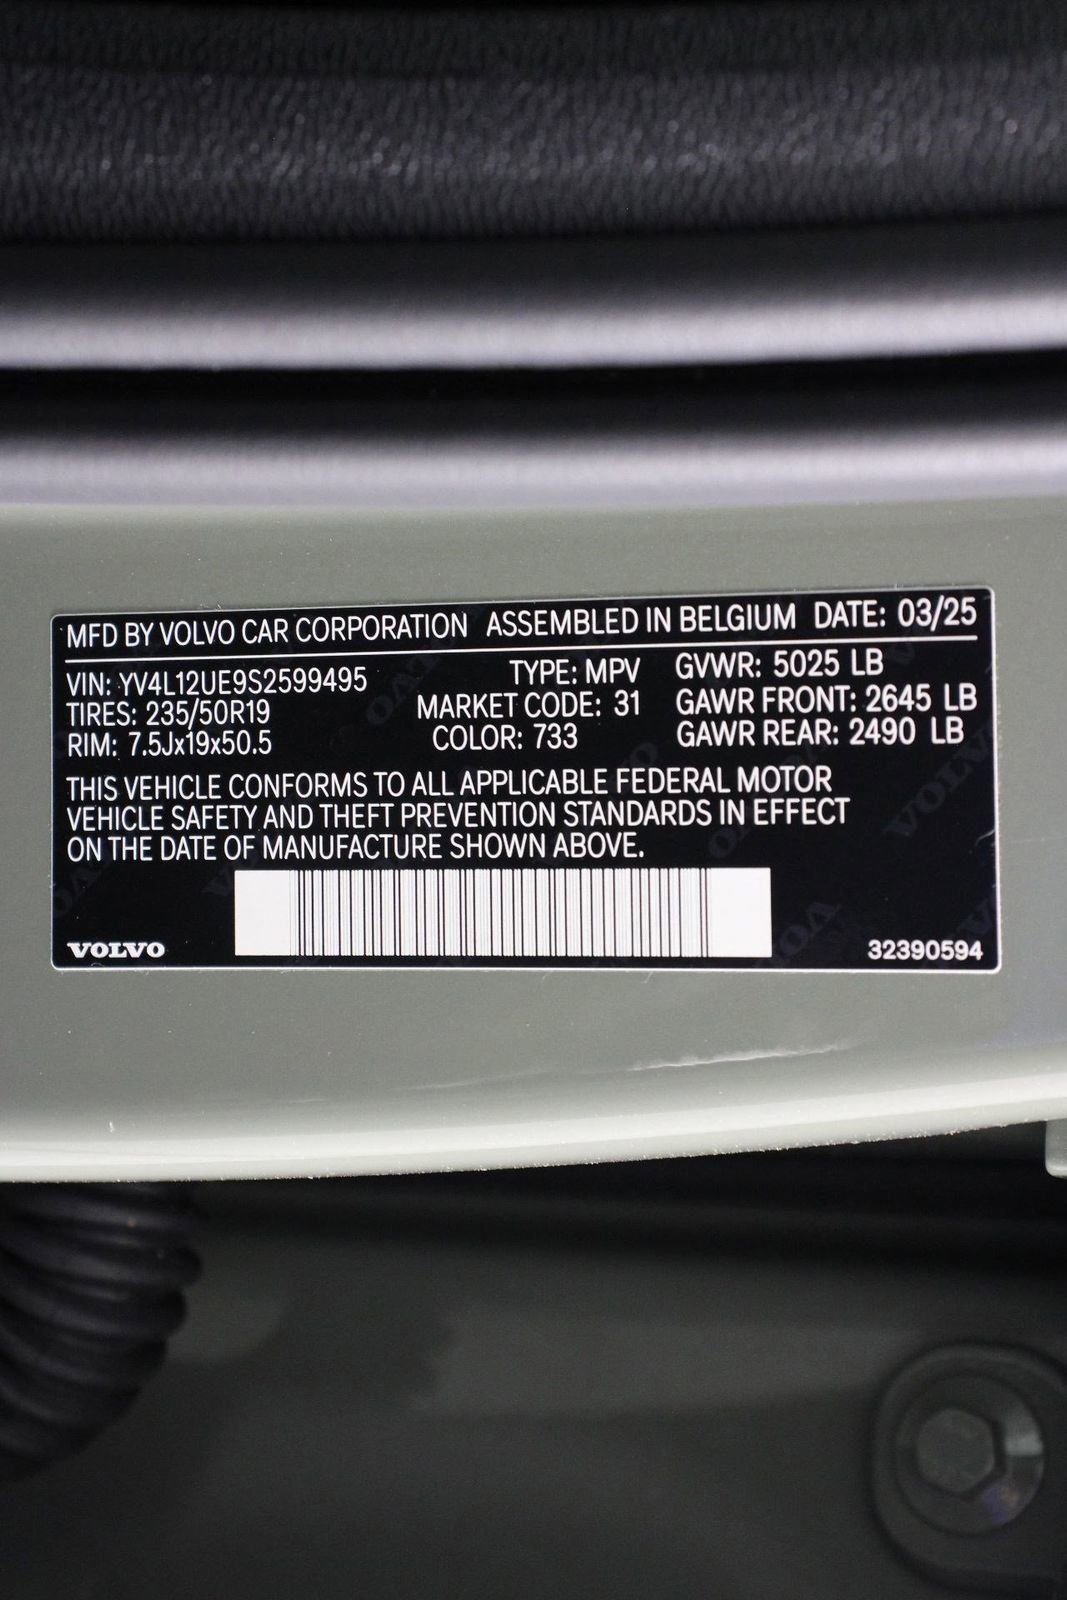 MFD BY VOLVO CAR CORPORATION ASSEMBLED IN BELGIUM DATE: 03/25
VIN: YV4L12UE9S2599495 TYPE: MPV GVWR: 5025 LB
TIRES: 235/50R19 MARKET CODE: 31 GAWR FRONT: 2645 LB
RIM: 7.5Jx19x50.5 COLOR: 733 GAWR REAR: 2490 LB
THIS VEHICLE CONFORMS TO ALL APPLICABLE FEDERAL MOTOR
VEHICLE SAFETY AND THEFT PREVENTION STANDARDS IN EFFECT
ON THE DATE OF MANUFACTURE SHOWN ABOVE.
VOLVO 32390594